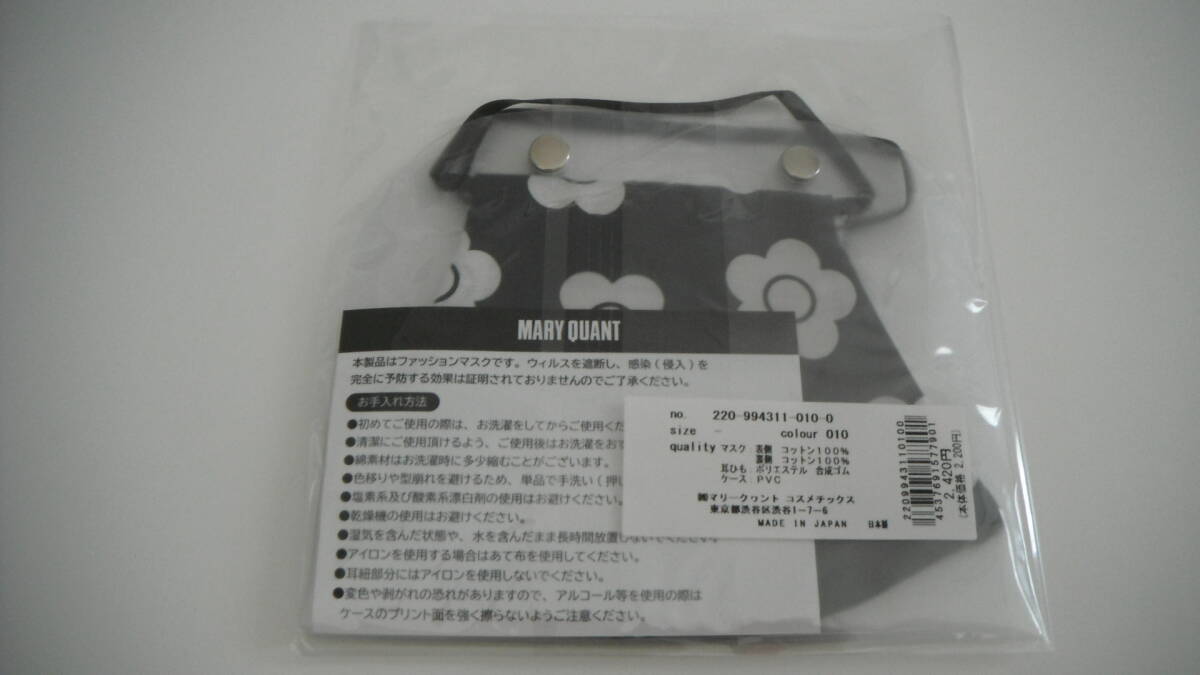 MARY QUANT
本製品はファッションマスクです。ウィルスを遮断し、感染(侵入)を
完全に予防する効果は証明されておりませんのでご了承ください。
お手入れ方法
●初めてご使用の際は、お洗濯をしてからご使用くだ
●清潔にご使用頂けるよう、ご使用後はお洗濯をおす
●綿素材はお洗濯時に多少縮むことがございます。
●色移りや型崩れを避けるため、単品で手洗い(押し
●塩素系及び酸素系漂白剤の使用はお避けください。
●乾燥機の使用はお避けください。
●湿気を含んだ状態や、水を含んだまま長時間放置しないでください。
●アイロンを使用する場合はあて布を使用してください。
●耳紐部分にはアイロンを使用しないでください。
●変色や剥がれの恐れがありますので、アルコール等を使用の際は
ケースのプリント面を強く擦らないようご注意ください。
no. 220-994311-010-0
size - colour 010
quality マスク:表側 コットン100%
裏側 コットン100%
耳ひも:ポリエステル 合成ゴム
ケース:PVC
㈱マリークヮント コスメチックス
東京都渋谷区渋谷1-7-6
MADE IN JAPAN 日本製
2209943110100
4537691577901
2,420円
(本体価格 2,200円)